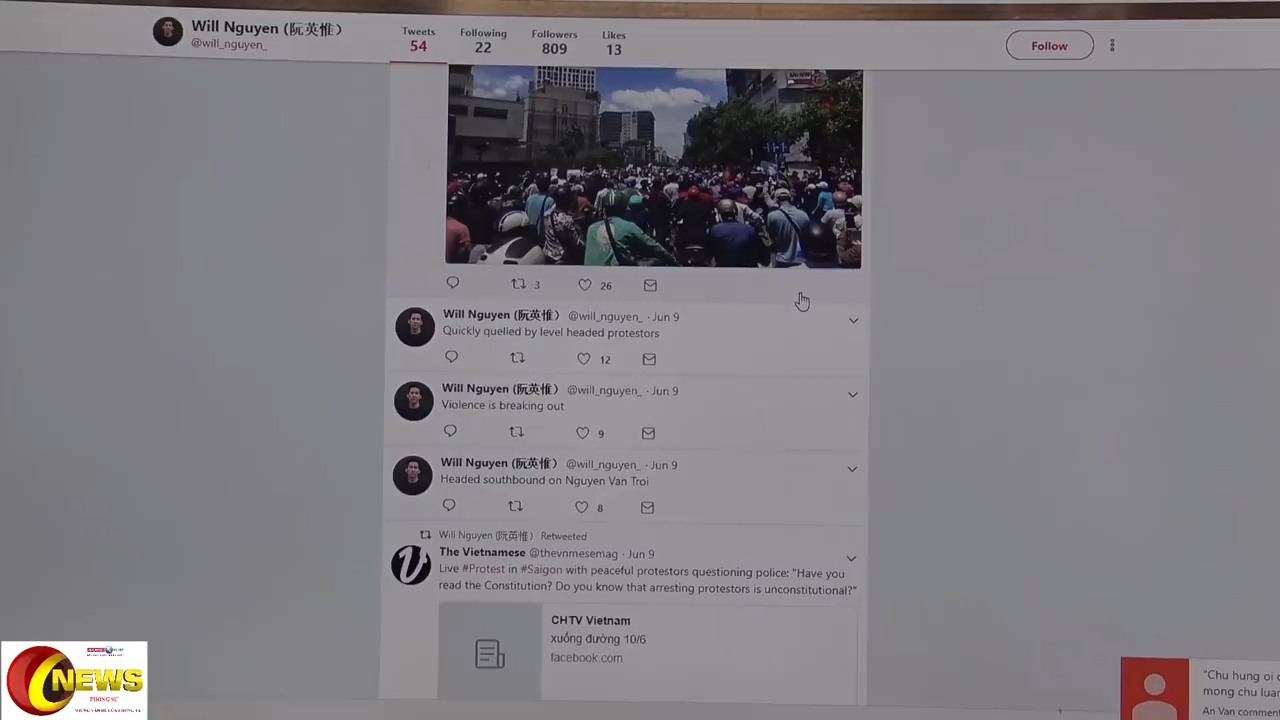 Will Nguyen (阮英惟)
@will_nguyen_
Tweets
54
Following
22
Followers
809
Likes
13
Follow
3
26
Will Nguyen (阮英惟) @will_nguyen_ · Jun 9
Quickly quelled by level headed protestors
12
Will Nguyen (阮英惟) @will_nguyen_ · Jun 9
Violence is breaking out
9
Will Nguyen (阮英惟) @will_nguyen_ · Jun 9
Headed southbound on Nguyen Van Troi
8
Will Nguyen (阮英惟) Retweeted
The Vietnamese @thevnmesemag · Jun 9
Live #Protest in #Saigon with peaceful protestors questioning police: "Have you
read the Constitution? Do you know that arresting protestors is unconstitutional?"
CHTV Vietnam
xuống đường 10/6
facebook.com
NEWS
PHÓNG SỰ
"Chu hung oi
mong chu
An Van comment